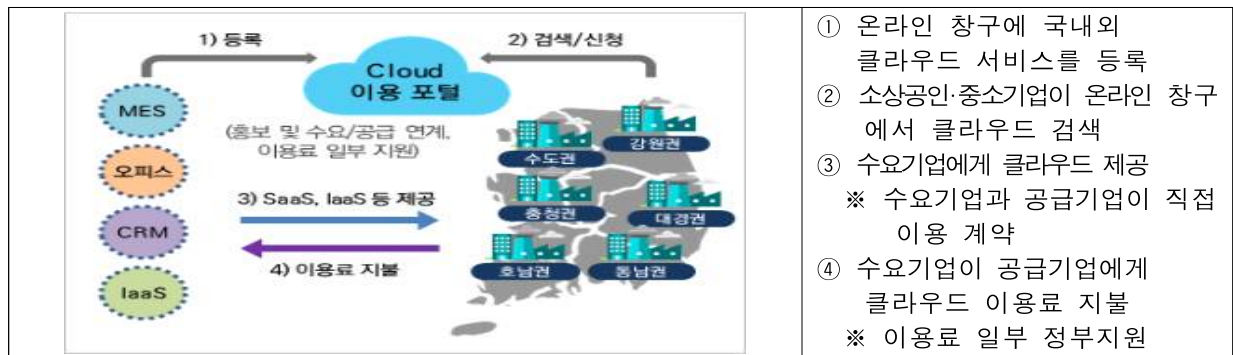 1) 등록
2) 검색/신청
Cloud
이용 포털
(홍보 및 수요/공급 연계,
이용료 일부 지원)
MES
오피스
CRM
IaaS
3) SaaS, IaaS 등 제공
4) 이용료 지불
수도권
강원권
충청권
대경권
호남권
동남권
① 온라인 창구에 국내외
클라우드 서비스를 등록
② 소상공인·중소기업이 온라인 창구
에서 클라우드 검색
③ 수요기업에게 클라우드 제공
※ 수요기업과 공급기업이 직접
이용 계약
④ 수요기업이 공급기업에게
클라우드 이용료 지불
※ 이용료 일부 정부지원